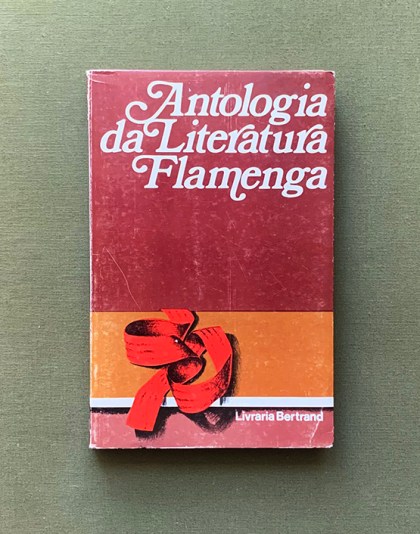 Antologia
da Literatura
Flamenga
Livraria Bertrand